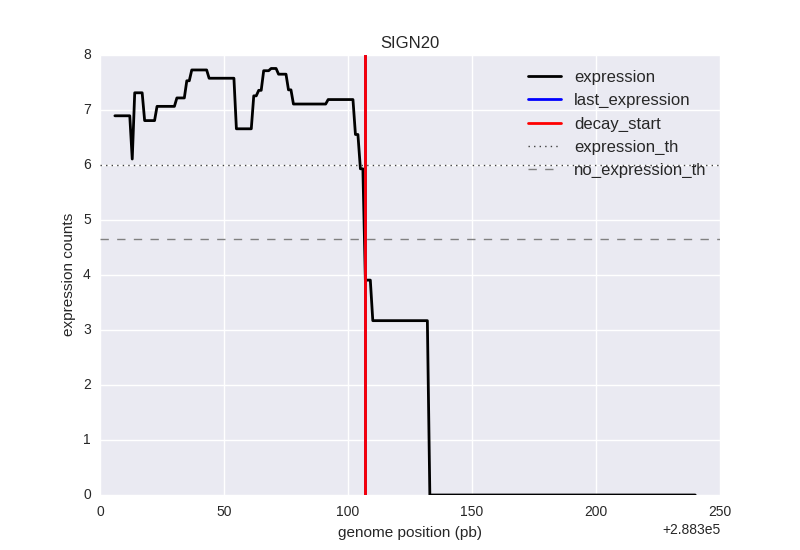 SIGN20
8
7
6
5
4
3
2
1
0
expression counts
expression
last_expression
decay_start
expression_th
no_expression_th
0 50 100 150 200 250
genome position (pb)
+2.883e5